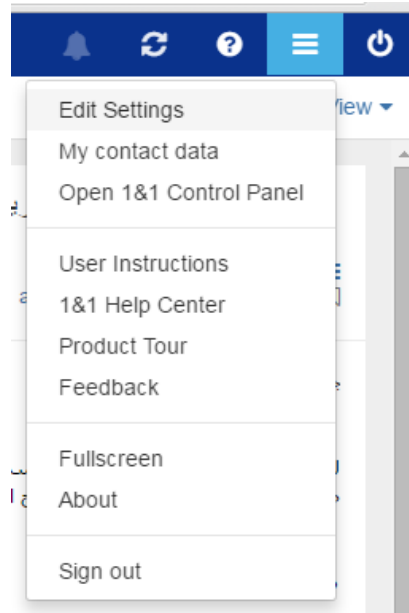 View
Edit Settings
My contact data
Open 1&1 Control Panel
User Instructions
1&1 Help Center
Product Tour
Feedback
Fullscreen
About
Sign out